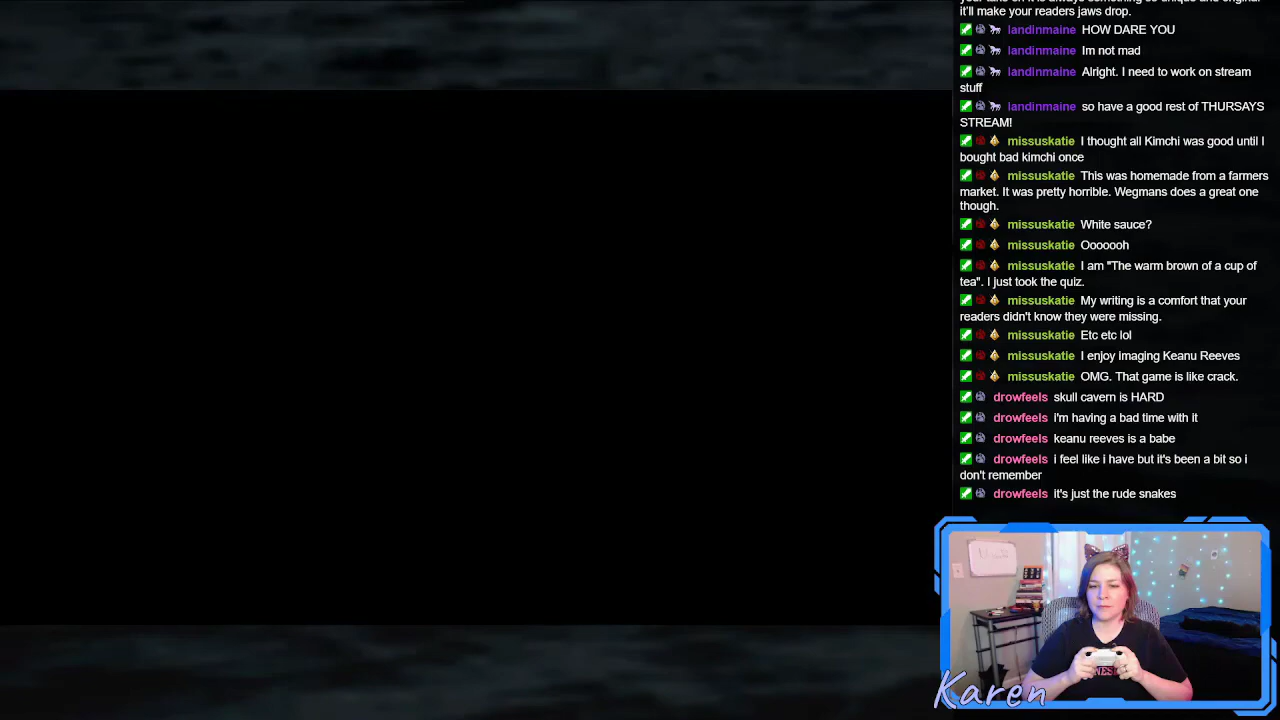 it'll make your readers jaws drop.
landinmaine HOW DARE YOU
landinmaine Im not mad
landinmaine Alright. I need to work on stream
stuff
landinmaine so have a good rest of THURSAYS
STREAM!
missuskatie I thought all Kimchi was good until I
bought bad kimchi once
missuskatie This was homemade from a farmers
market. It was pretty horrible. Wegmans does a great one
though.
missuskatie White sauce?
missuskatie Ooooooh
missuskatie I am "The warm brown of a cup of
tea". I just took the quiz.
missuskatie My writing is a comfort that your
readers didn't know they were missing.
missuskatie Etc etc lol
missuskatie I enjoy imaging Keanu Reeves
missuskatie OMG. That game is like crack.
drowfeels skull cavern is HARD
drowfeels i'm having a bad time with it
drowfeels keanu reeves is a babe
drowfeels i feel like i have but it's been a bit so i
don't remember
drowfeels it's just the rude snakes
Karen